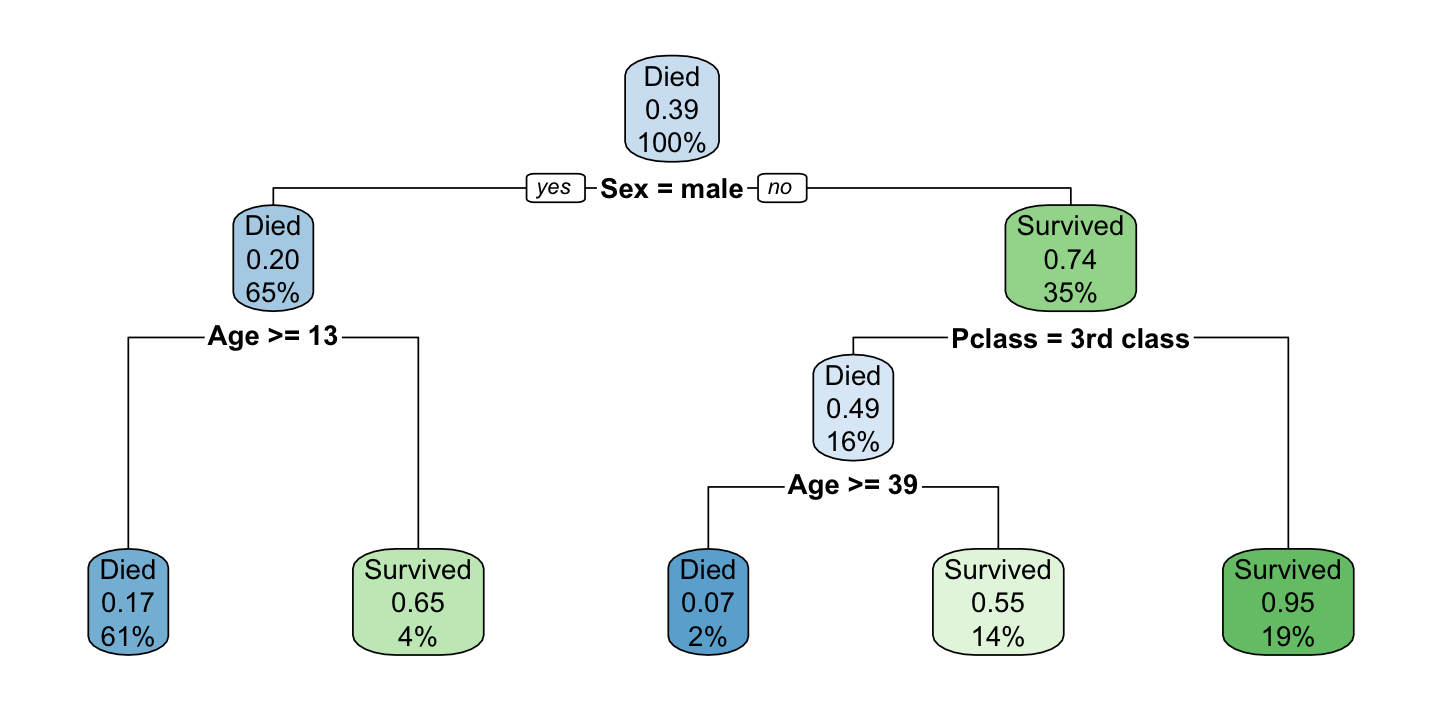 Died
0.39
100%
yes Sex = male no
Died
0.20
65%
Survived
0.74
35%
Age >= 13
Pclass = 3rd class
Died
0.49
16%
Age >= 39
Died
0.17
61%
Survived
0.65
4%
Died
0.07
2%
Survived
0.55
14%
Survived
0.95
19%